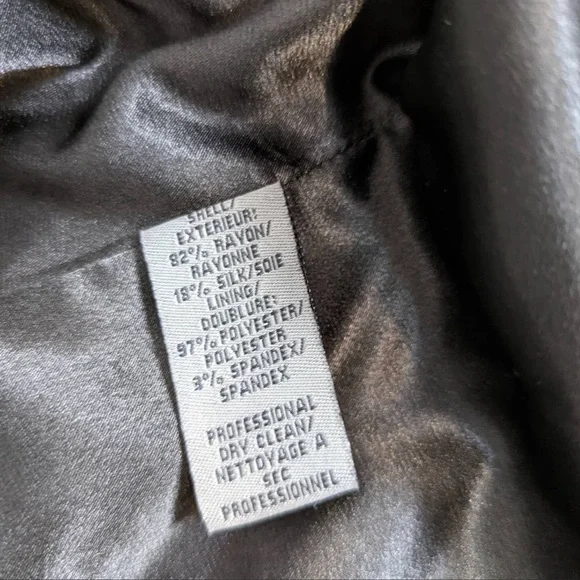 SHELL/
EXTERIEUR:
82% RAYON/
RAYONNE
18% SILK/SOIE
LINING/
DOUBLURE:
97% POLYESTER/
POLYESTER
3% SPANDEX/
SPANDEX
PROFESSIONAL
DRY CLEAN/
NETTOYAGE A
SEC
PROFESSIONNEL